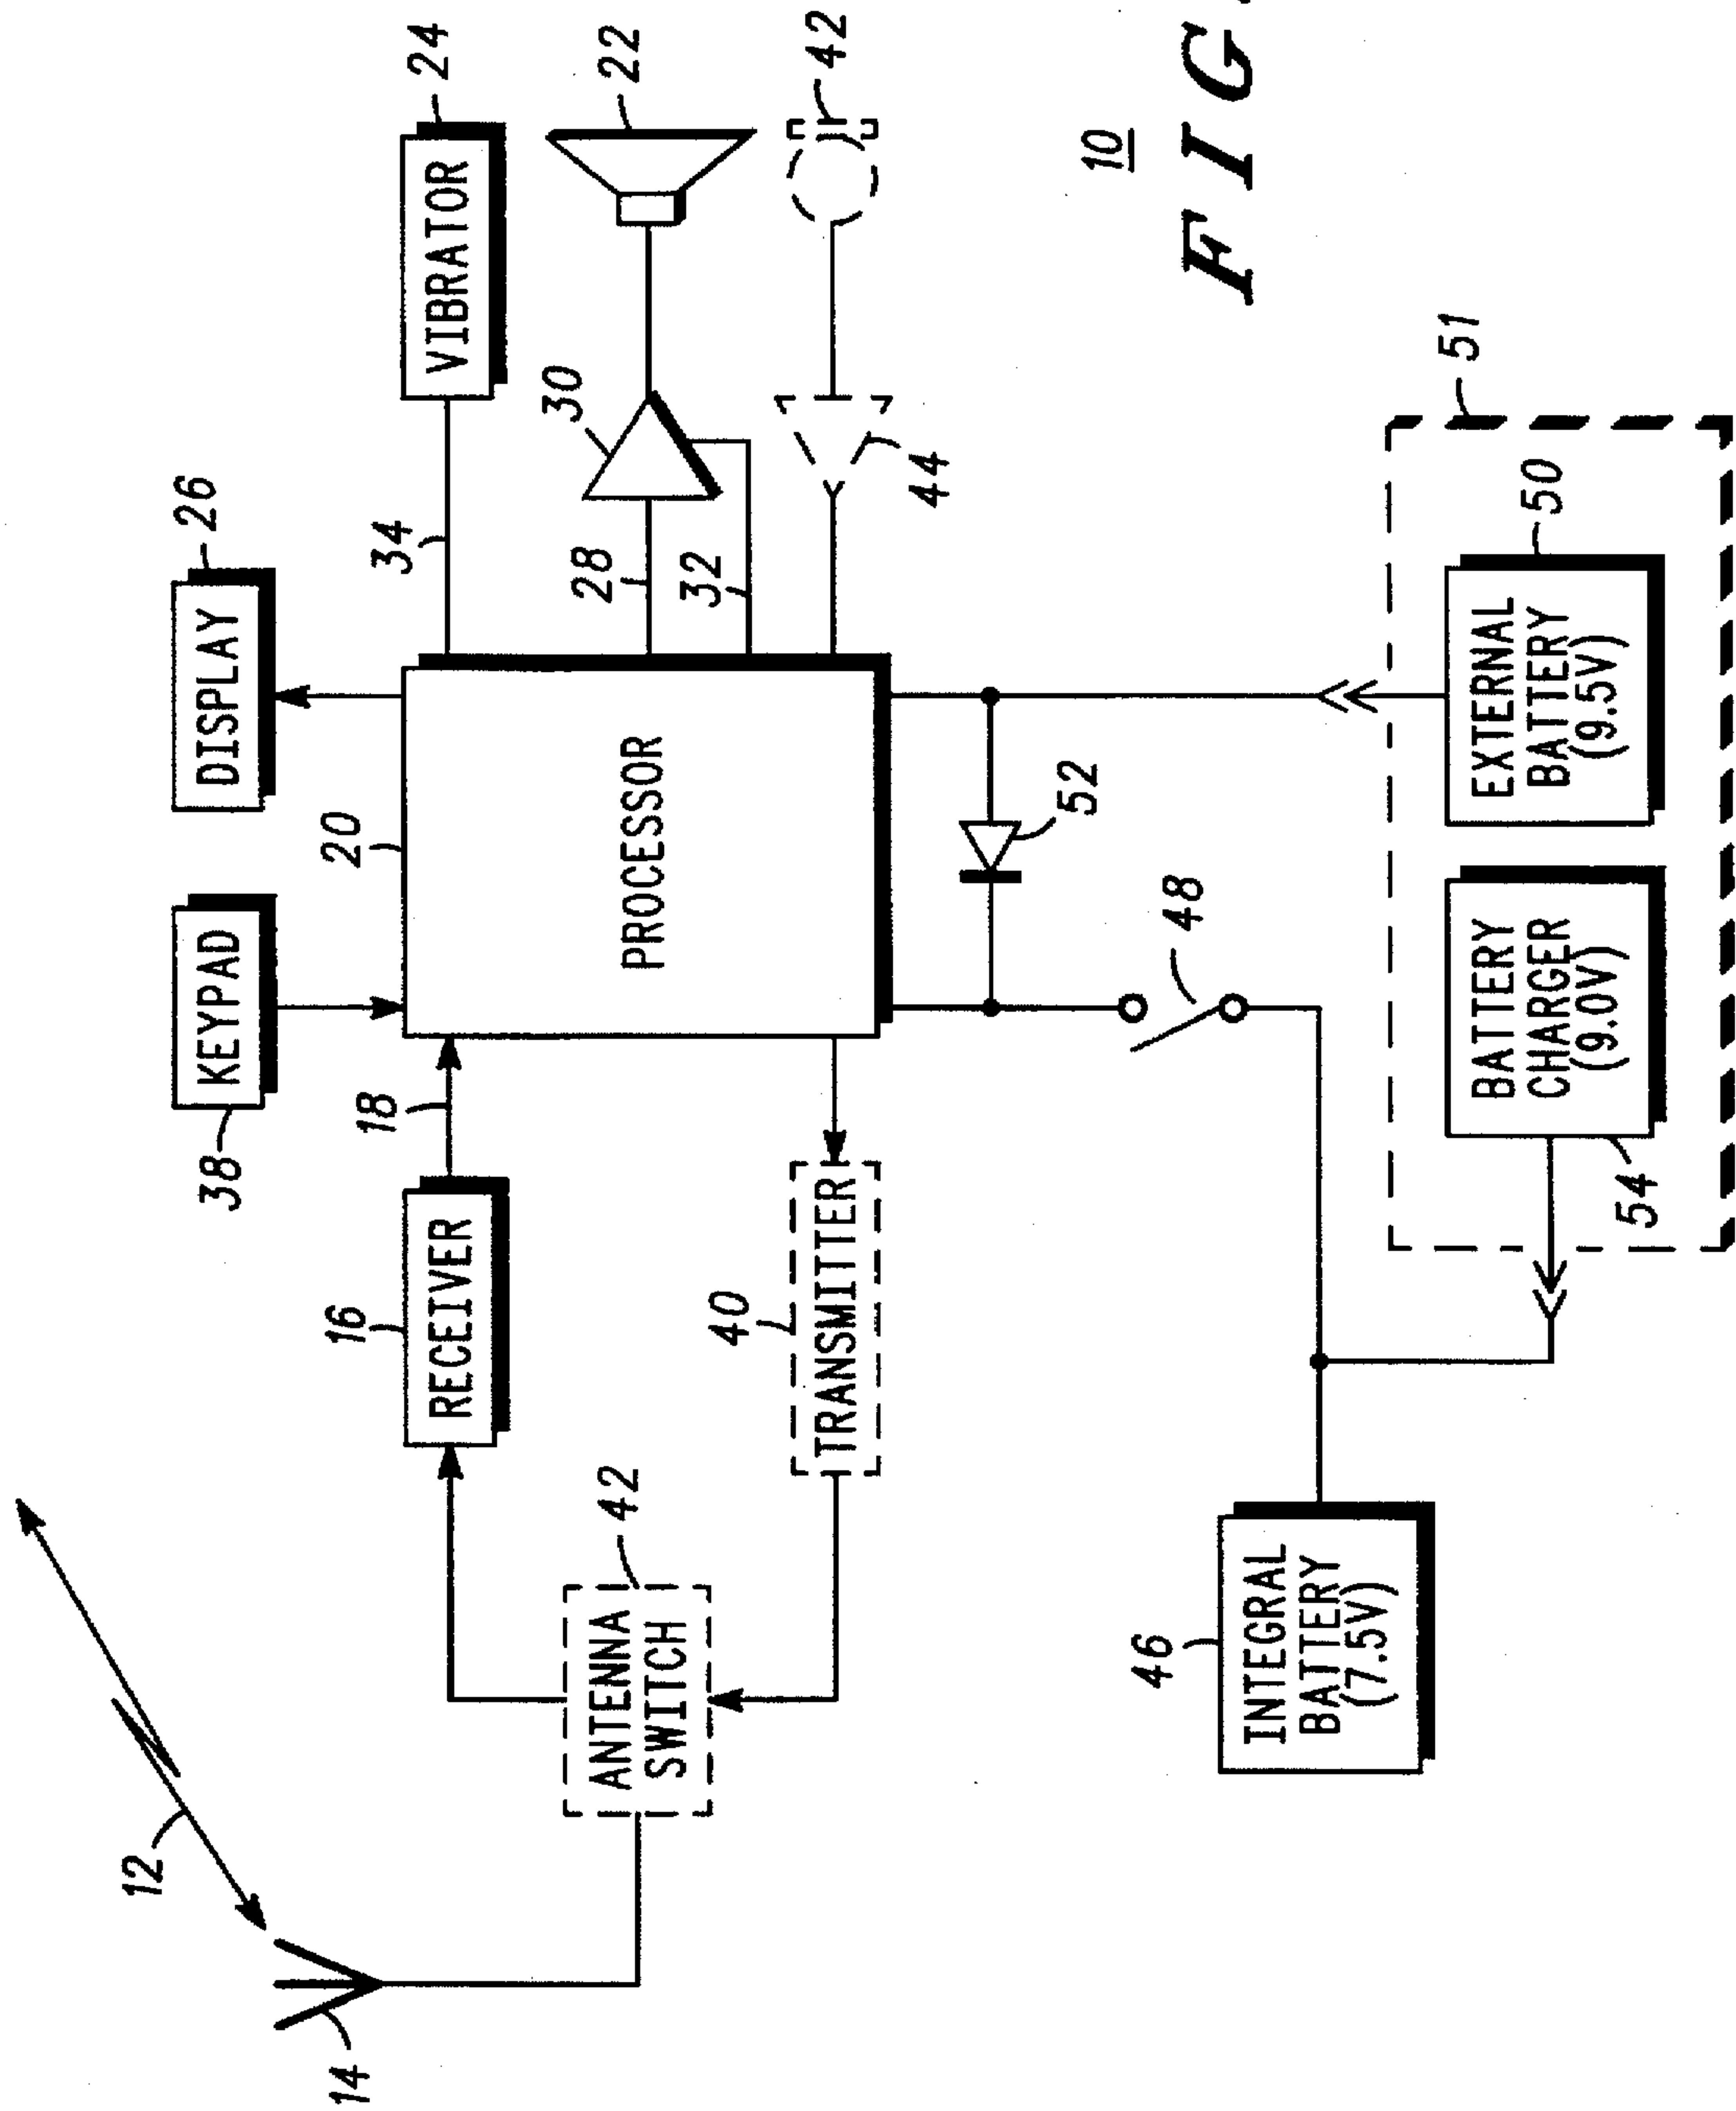 12
14
ANTENNA
SWITCH
42
16
RECEIVER
18
38
KEYPAD
20
DISPLAY
26
PROCESSOR
34
VIBRATOR
24
28
30
22
32
44
42
40
TRANSMITTER
52
48
46
INTEGRAL
BATTERY
(7.5V)
54
BATTERY
CHARGER
(9.0V)
EXTERNAL
BATTERY
(9.5V)
50
51
10
FIG.